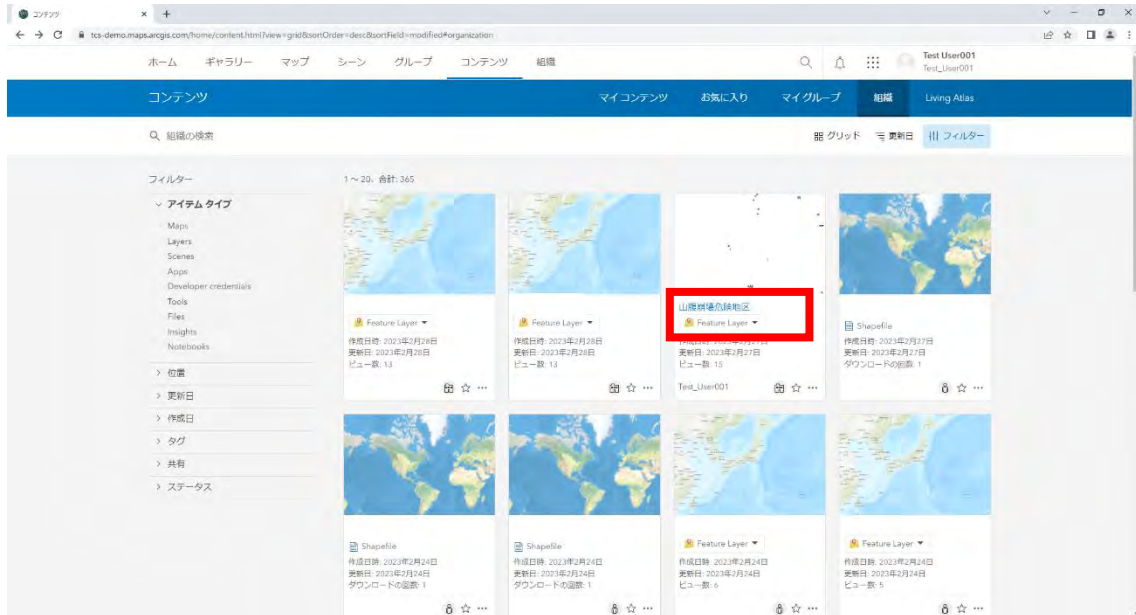 コンテンツ
tcs-demo.maps.arcgis.com/home/content.html?view=grid&sortOrder=desc&sortField=modified#organization
ホーム ギャラリー マップ シーン グループ コンテンツ 組織
Test User001
Test_User001
コンテンツ
マイ コンテンツ お気に入り マイ グループ 組織 Living Atlas
組織の検索
グリッド 更新日 フィルター
フィルター
アイテム タイプ
Maps
Layers
Scenes
Apps
Developer credentials
Tools
Files
Insights
Notebooks
位置
更新日
作成日
タグ
共有
ステータス
1～20、合計: 365
Feature Layer
作成日時: 2023年2月28日
更新日: 2023年2月28日
ビュー数: 13
Feature Layer
作成日時: 2023年2月28日
更新日: 2023年2月28日
ビュー数: 13
山腹崩壊危険地区
Feature Layer
作成日時: 2023年2月27日
更新日: 2023年2月27日
ビュー数: 15
Test_User001
Shapefile
作成日時: 2023年2月27日
更新日: 2023年2月27日
ダウンロードの回数: 1
Shapefile
作成日時: 2023年2月24日
更新日: 2023年2月24日
ダウンロードの回数: 1
Shapefile
作成日時: 2023年2月24日
更新日: 2023年2月24日
ダウンロードの回数: 1
Feature Layer
作成日時: 2023年2月24日
更新日: 2023年2月24日
ビュー数: 6
Feature Layer
作成日時: 2023年2月24日
更新日: 2023年2月24日
ビュー数: 5